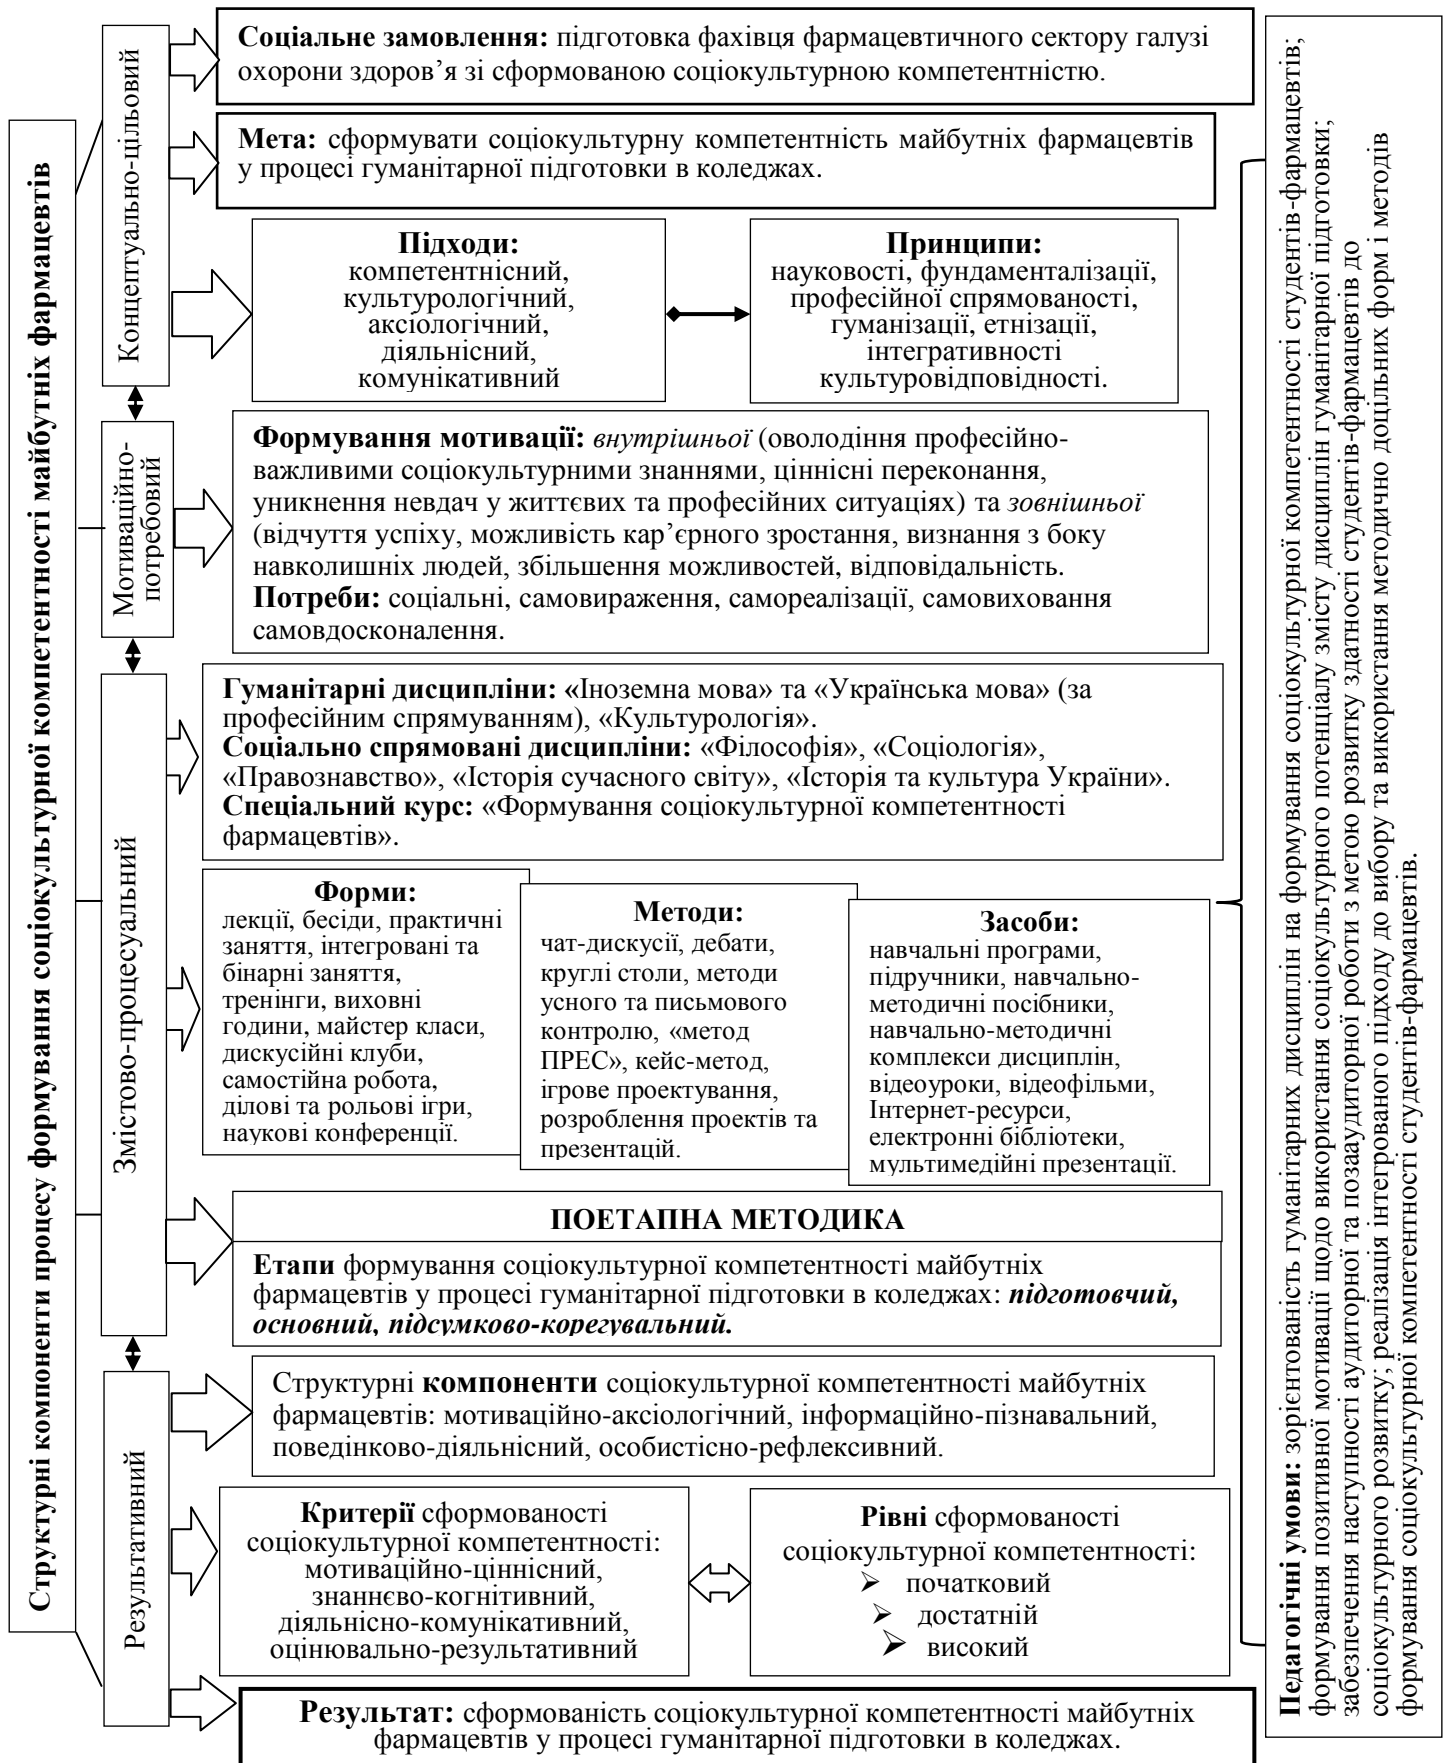 Структурні компоненти процесу формування соціокультурної компетентності майбутніх фармацевтів
Концептуально-цільовий
Соціальне замовлення: підготовка фахівця фармацевтичного сектору галузі
охорони здоров’я зі сформованою соціокультурною компетентністю.
Мета: сформувати соціокультурну компетентність майбутніх фармацевтів
у процесі гуманітарної підготовки в коледжах.
Підходи:
компетентнісний,
культурологічний,
аксіологічний,
діяльнісний,
комунікативний
Принципи:
науковості, фундаменталізації,
професійної спрямованості,
гуманізації, етнізації,
інтегративності
культуровідповідності.
Мотиваційно-
потребовий
Формування мотивації: внутрішньої (оволодіння професійно-
важливими соціокультурними знаннями, ціннісні переконання,
уникнення невдач у життєвих та професійних ситуаціях) та зовнішньої
(відчуття успіху, можливість кар’єрного зростання, визнання з боку
навколишніх людей, збільшення можливостей, відповідальність.
Потреби: соціальні, самовираження, самореалізації, самовиховання
самовдосконалення.
Змістово-процесуальний
Гуманітарні дисципліни: «Іноземна мова» та «Українська мова» (за
професійним спрямуванням), «Культурологія».
Соціально спрямовані дисципліни: «Філософія», «Соціологія»,
«Правознавство», «Історія сучасного світу», «Історія та культура України».
Спеціальний курс: «Формування соціокультурної компетентності
фармацевтів».
Форми:
лекції, бесіди, практичні
заняття, інтегровані та
бінарні заняття,
тренінги, виховні
години, майстер класи,
дискусійні клуби,
самостійна робота,
ділові та рольові ігри,
наукові конференції.
Методи:
чат-дискусії, дебати,
круглі столи, методи
усного та письмового
контролю, «метод
ПРЕС», кейс-метод,
ігрове проектування,
розроблення проектів та
презентацій.
Засоби:
навчальні програми,
підручники, навчально-
методичні посібники,
навчально-методичні
комплекси дисциплін,
відеоуроки, відеофільми,
Інтернет-ресурси,
електронні бібліотеки,
мультимедійні презентації.
ПОЕТАПНА МЕТОДИКА
Етапи формування соціокультурної компетентності майбутніх
фармацевтів у процесі гуманітарної підготовки в коледжах: підготовчий,
основний, підсумково-корегувальний.
Результативний
Структурні компоненти соціокультурної компетентності майбутніх
фармацевтів: мотиваційно-аксіологічний, інформаційно-пізнавальний,
поведінково-діяльнісний, особистісно-рефлексивний.
Критерії сформованості
соціокультурної компетентності:
мотиваційно-ціннісний,
знаннєво-когнітивний,
діяльнісно-комунікативний,
оцінювально-результативний
Рівні сформованості
соціокультурної компетентності:
➢ початковий
➢ достатній
➢ високий
Результат: сформованість соціокультурної компетентності майбутніх
фармацевтів у процесі гуманітарної підготовки в коледжах.
Педагогічні умови: зорієнтованість гуманітарних дисциплін на формування соціокультурної компетентності студентів-фармацевтів;
формування позитивної мотивації щодо використання соціокультурного потенціалу змісту дисциплін гуманітарної підготовки;
забезпечення наступності аудиторної та позааудиторної роботи з метою розвитку здатності студентів-фармацевтів до
соціокультурного розвитку; реалізація інтегрованого підходу до вибору та використання методично доцільних форм і методів
формування соціокультурної компетентності студентів-фармацевтів.